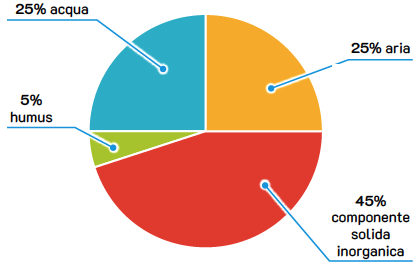 25% acqua
25% aria
5%
humus
45%
componente
solida
inorganica